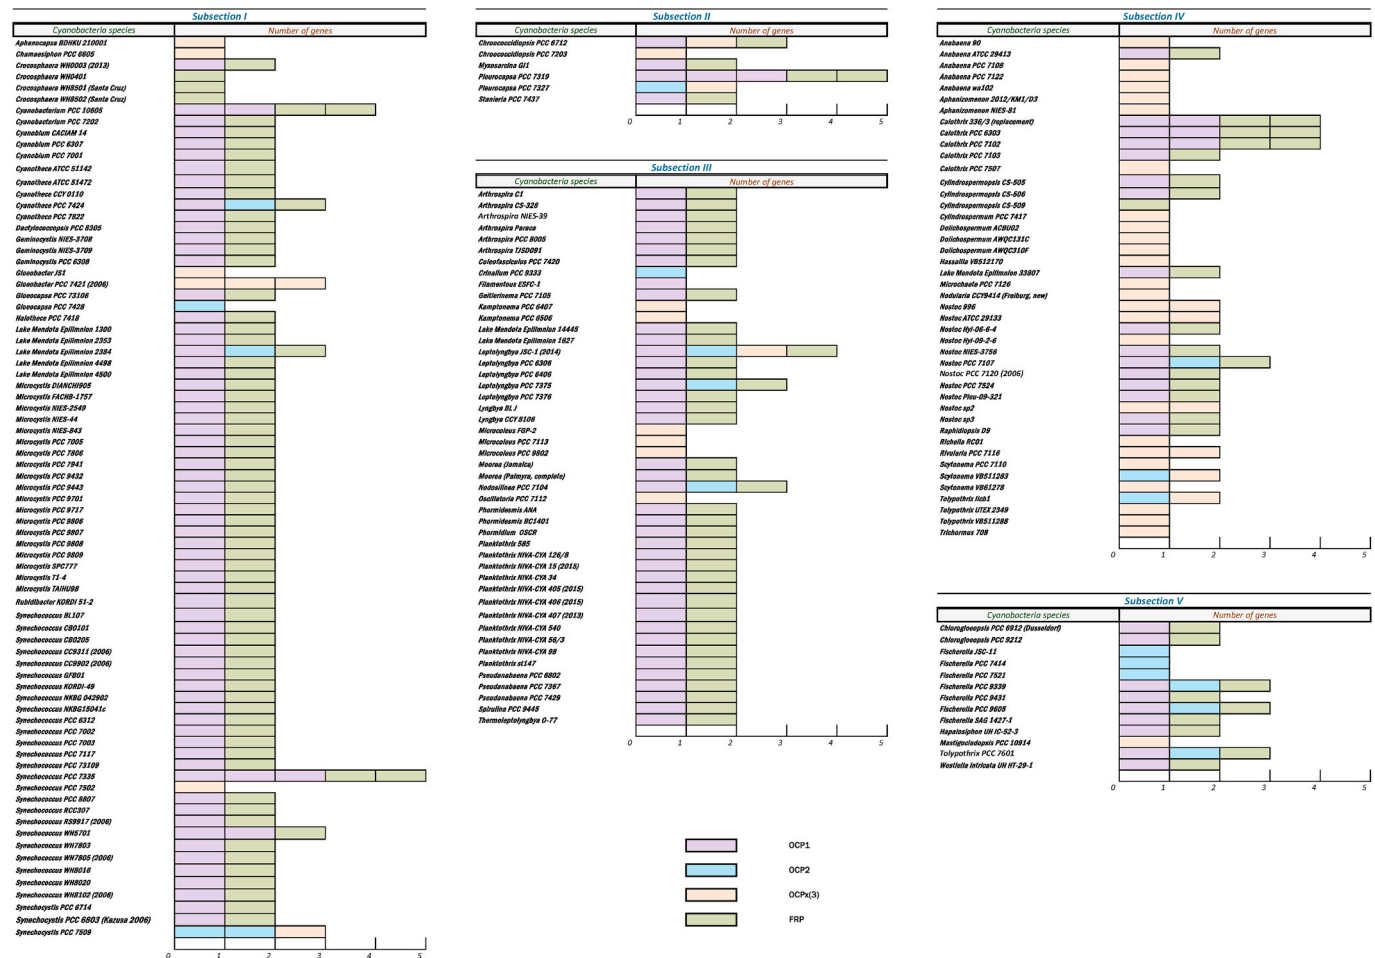 Subsection I
Cyanobacteria species Number of genes
Aphanocapsa BDHKU 210001
Chamaesiphon PCC 6605
Crocosphaera WH0003 (2013)
Crocosphaera WH0401
Crocosphaera WH8501 (Santa Cruz)
Crocosphaera WH8502 (Santa Cruz)
Cyanobacterium PCC 10605
Cyanobacterium PCC 7202
Cyanobium CACIAM 14
Cyanobium PCC 6307
Cyanobium PCC 7001
Cyanothece ATCC 51142
Cyanothece ATCC 51472
Cyanothece CCY 0110
Cyanothece PCC 7424
Cyanothece PCC 7822
Dactylococcopsis PCC 8305
Geminocystis NIES-3708
Geminocystis NIES-3709
Geminocystis PCC 6308
Gloeobacter JS1
Gloeobacter PCC 7421 (2006)
Gloeocapsa PCC 73106
Gloeocapsa PCC 7428
Halothece PCC 7418
Lake Mendota Epilimnion 1300
Lake Mendota Epilimnion 2353
Lake Mendota Epilimnion 2384
Lake Mendota Epilimnion 4498
Lake Mendota Epilimnion 4500
Microcystis DIANCHI905
Microcystis FACHB-1757
Microcystis NIES-2549
Microcystis NIES-44
Microcystis NIES-843
Microcystis PCC 7005
Microcystis PCC 7806
Microcystis PCC 7941
Microcystis PCC 9432
Microcystis PCC 9443
Microcystis PCC 9701
Microcystis PCC 9717
Microcystis PCC 9806
Microcystis PCC 9807
Microcystis PCC 9808
Microcystis PCC 9809
Microcystis SPC777
Microcystis T1-4
Microcystis TAIHU98
Rubidibacter KORDI 51-2
Synechococcus BL107
Synechococcus CB0101
Synechococcus CB0205
Synechococcus CC9311 (2006)
Synechococcus CC9902 (2006)
Synechococcus GFB01
Synechococcus KORDI-49
Synechococcus NKBG 042902
Synechococcus NKBG15041c
Synechococcus PCC 6312
Synechococcus PCC 7002
Synechococcus PCC 7003
Synechococcus PCC 7117
Synechococcus PCC 73109
Synechococcus PCC 7335
Synechococcus PCC 7502
Synechococcus PCC 8807
Synechococcus RCC307
Synechococcus RS9917 (2006)
Synechococcus WH5701
Synechococcus WH7803
Synechococcus WH7805 (2006)
Synechococcus WH8016
Synechococcus WH8020
Synechococcus WH8102 (2006)
Synechocystis PCC 6714
Synechocystis PCC 6803 (Kazusa 2006)
Synechocystis PCC 7509
0 1 2 3 4 5
Subsection II
Cyanobacteria species Number of genes
Chroococcidiopsis PCC 6712
Chroococcidiopsis PCC 7203
Myxosarcina GI1
Pleurocapsa PCC 7319
Pleurocapsa PCC 7327
Stanieria PCC 7437
0 1 2 3 4 5
Subsection III
Cyanobacteria species Number of genes
Arthrospira C1
Arthrospira CS-328
Arthrospira NIES-39
Arthrospira Paraca
Arthrospira PCC 8005
Arthrospira TJSD091
Coleofasciculus PCC 7420
Crinalium PCC 9333
Filamentous ESFC-1
Geitlerinema PCC 7105
Kamptonema PCC 6407
Kamptonema PCC 6506
Lake Mendota Epilimnion 14445
Lake Mendota Epilimnion 1627
Leptolyngbya JSC-1 (2014)
Leptolyngbya PCC 6306
Leptolyngbya PCC 6406
Leptolyngbya PCC 7375
Leptolyngbya PCC 7376
Lyngbya BL J
Lyngbya CCY 8106
Microcoleus FGP-2
Microcoleus PCC 7113
Microcoleus PCC 9802
Moorea (Jamaica)
Moorea (Palmyra, complete)
Nodosilinea PCC 7104
Oscillatoria PCC 7112
Phormidesmis ANA
Phormidesmis BC1401
Phormidium OSCR
Planktothrix 585
Planktothrix NIVA-CYA 126/8
Planktothrix NIVA-CYA 15 (2015)
Planktothrix NIVA-CYA 34
Planktothrix NIVA-CYA 405 (2015)
Planktothrix NIVA-CYA 406 (2015)
Planktothrix NIVA-CYA 407 (2013)
Planktothrix NIVA-CYA 540
Planktothrix NIVA-CYA 56/3
Planktothrix NIVA-CYA 98
Planktothrix st147
Pseudanabaena PCC 6802
Pseudanabaena PCC 7367
Pseudanabaena PCC 7429
Spirulina PCC 9445
Thermoleptolyngbya O-77
0 1 2 3 4 5
OCP1
OCP2
OCPx(3)
FRP
Subsection IV
Cyanobacteria species Number of genes
Anabaena 90
Anabaena ATCC 29413
Anabaena PCC 7108
Anabaena PCC 7122
Anabaena wa102
Aphanizomenon 2012/KM1/D3
Aphanizomenon NIES-81
Calothrix 336/3 (replacement)
Calothrix PCC 6303
Calothrix PCC 7102
Calothrix PCC 7103
Calothrix PCC 7507
Cylindrospermopsis CS-505
Cylindrospermopsis CS-506
Cylindrospermopsis CS-509
Cylindrospermum PCC 7417
Dolichospermum ACBU02
Dolichospermum AWQC131C
Dolichospermum AWQC310F
Hassallia VB512170
Lake Mendota Epilimnion 33807
Microchaete PCC 7126
Nodularia CCY9414 (Freiburg, new)
Nostoc 996
Nostoc ATCC 29133
Nostoc Hyl-06-6-4
Nostoc Hyl-09-2-6
Nostoc NIES-3756
Nostoc PCC 7107
Nostoc PCC 7120 (2006)
Nostoc PCC 7524
Nostoc Plou-09-321
Nostoc sp2
Nostoc sp3
Raphidiopsis D9
Richelia RC01
Rivularia PCC 7116
Scytonema PCC 7110
Scytonema VB511283
Scytonema VB61278
Tolypothrix licb1
Tolypothrix UTEX 2349
Tolypothrix VB511288
Trichormus 708
0 1 2 3 4 5
Subsection V
Cyanobacteria species Number of genes
Chlorogloeopsis PCC 6912 (Dusseldorf)
Chlorogloeopsis PCC 9212
Fischerella JSC-11
Fischerella PCC 7414
Fischerella PCC 7521
Fischerella PCC 9339
Fischerella PCC 9431
Fischerella PCC 9605
Fischerella SAG 1427-1
Hapalosiphon UH IC-52-3
Mastigocladopsis PCC 10914
Tolypothrix PCC 7601
Westiella intricata UH HT-29-1
0 1 2 3 4 5